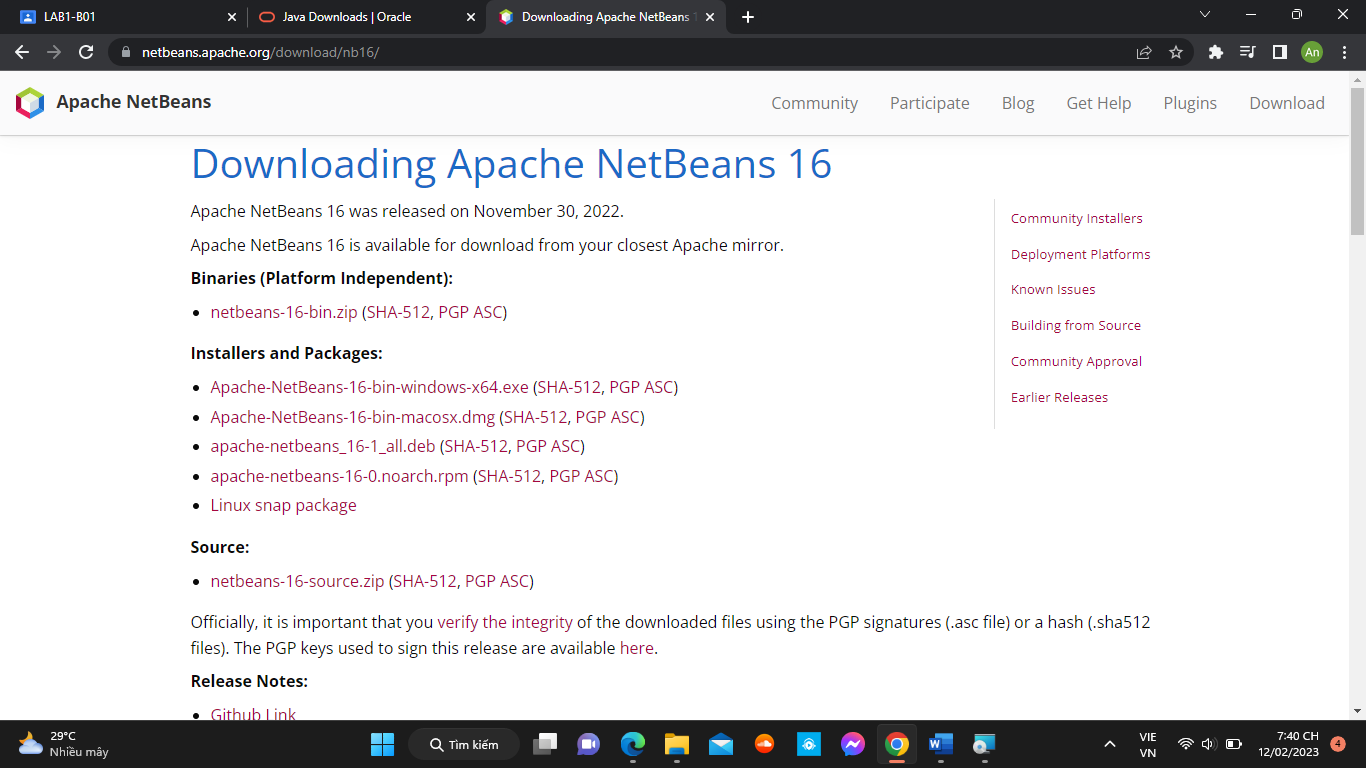 LAB1-B01
Java Downloads | Oracle
Downloading Apache NetBeans 1
netbeans.apache.org/download/nb16/
An
Apache NetBeans
Community
Participate
Blog
Get Help
Plugins
Download
Downloading Apache NetBeans 16
Apache NetBeans 16 was released on November 30, 2022.
Apache NetBeans 16 is available for download from your closest Apache mirror.
Binaries (Platform Independent):
netbeans-16-bin.zip (SHA-512, PGP ASC)
Installers and Packages:
Apache-NetBeans-16-bin-windows-x64.exe (SHA-512, PGP ASC)
Apache-NetBeans-16-bin-macosx.dmg (SHA-512, PGP ASC)
apache-netbeans_16-1_all.deb (SHA-512, PGP ASC)
apache-netbeans-16-0.noarch.rpm (SHA-512, PGP ASC)
Linux snap package
Source:
netbeans-16-source.zip (SHA-512, PGP ASC)
Officially, it is important that you verify the integrity of the downloaded files using the PGP signatures (.asc file) or a hash (.sha512
files). The PGP keys used to sign this release are available here.
Release Notes:
Github Link
Community Installers
Deployment Platforms
Known Issues
Building from Source
Community Approval
Earlier Releases
29°C
Nhiều mây
Tìm kiếm
VIE
VN
7:40 CH
12/02/2023
4